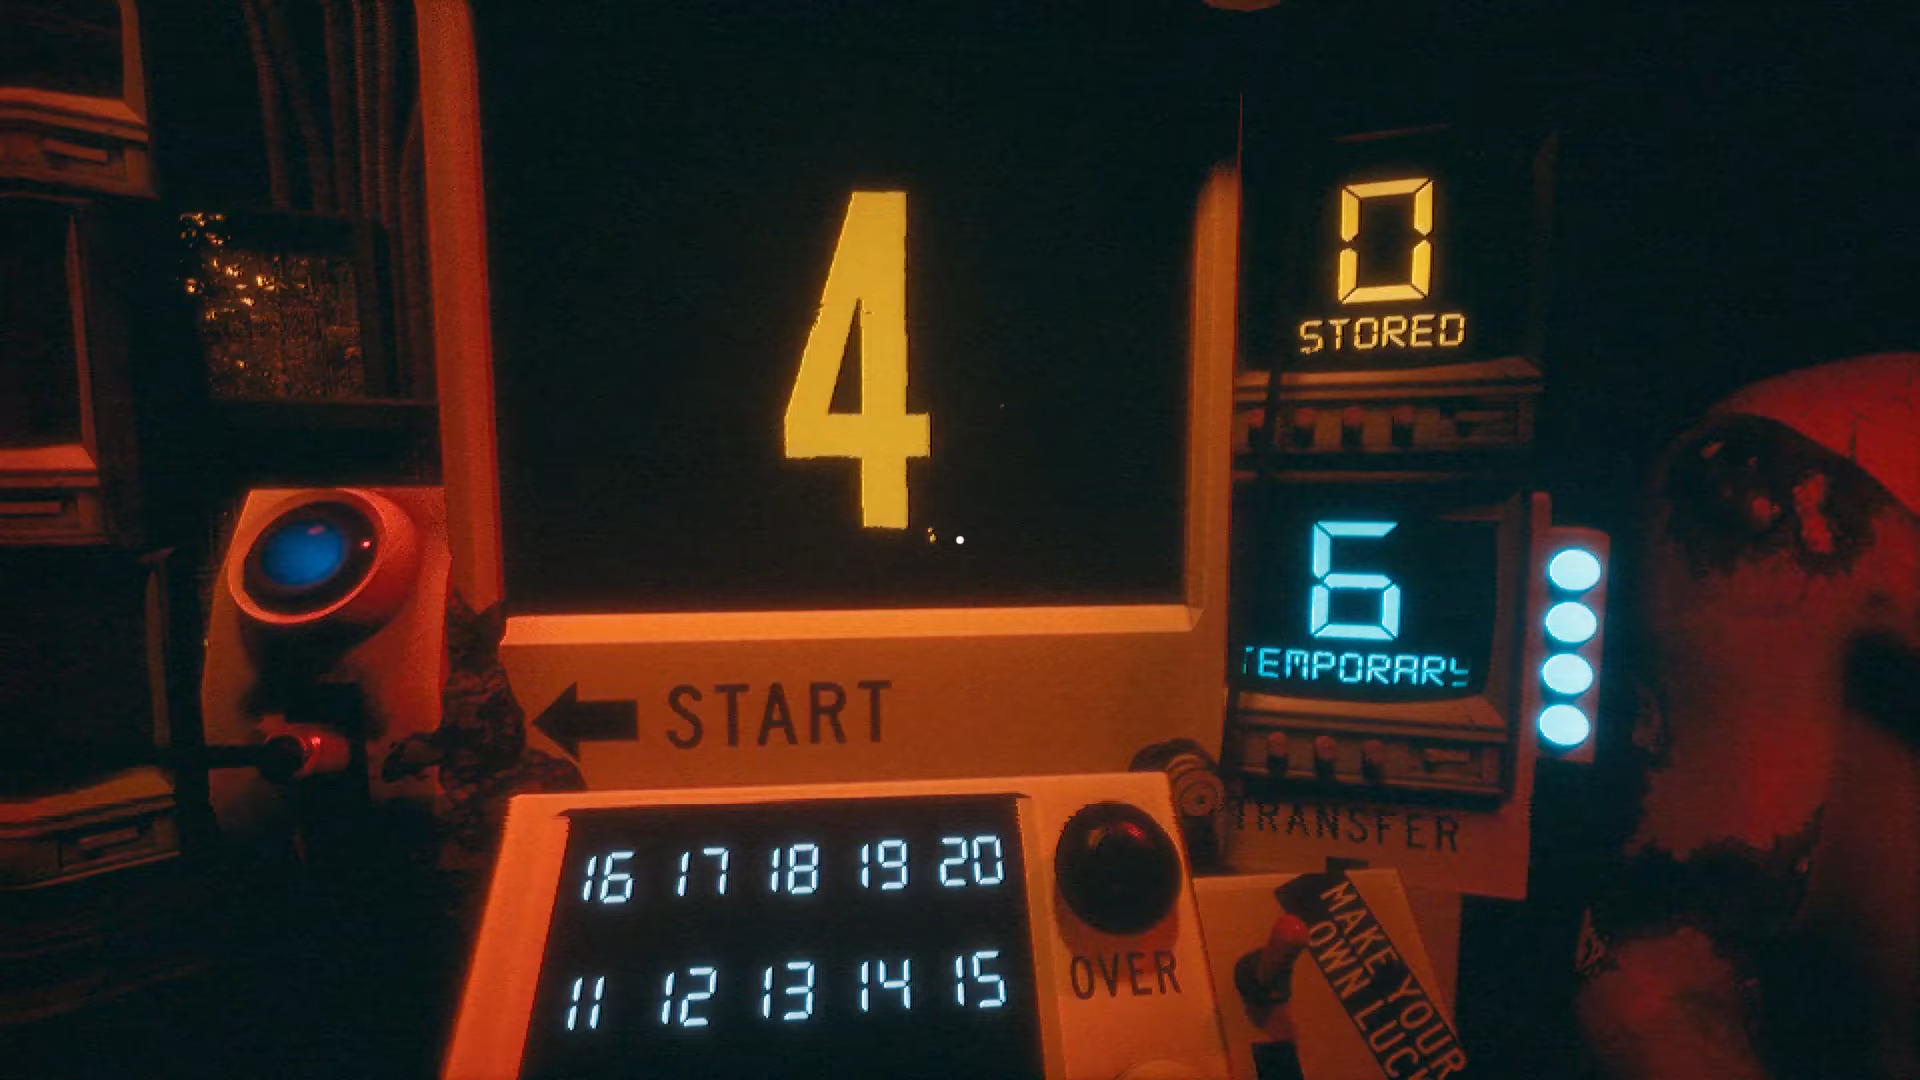 4
0
STORED
6
TEMPORARY
START
TRANSFER
16 17 18 19 20
11 12 13 14 15
OVER
MAKE YOUR
OWN LUCK